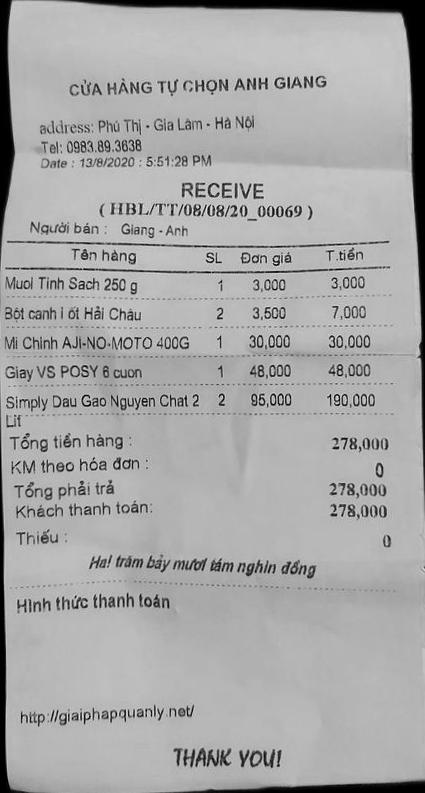 CỬA HÀNG TỰ CHỌN ANH GIANG
address: Phú Thị - Gia Lâm - Hà Nội
Tel: 0983.89.3638
Date : 13/8/2020 : 5:51:28 PM
RECEIVE
( HBL/TT/08/08/20_00069 )
Người bán : Giang - Anh
Tên hàng SL Đơn giá T.tiền
Muoi Tinh Sach 250 g 1 3,000 3,000
Bột canh i ốt Hải Châu 2 3,500 7,000
Mi Chinh AJI-NO-MOTO 400G 1 30,000 30,000
Giay VS POSY 6 cuon 1 48,000 48,000
Simply Dau Gao Nguyen Chat 2 2 95,000 190,000
Lit
Tổng tiền hàng : 278,000
KM theo hóa đơn : 0
Tổng phải trả 278,000
Khách thanh toán: 278,000
Thiếu : 0
Hai trăm bảy mươi tám nghìn đồng
Hình thức thanh toán
http://giaiphapquanly.net/
THANK YOU!